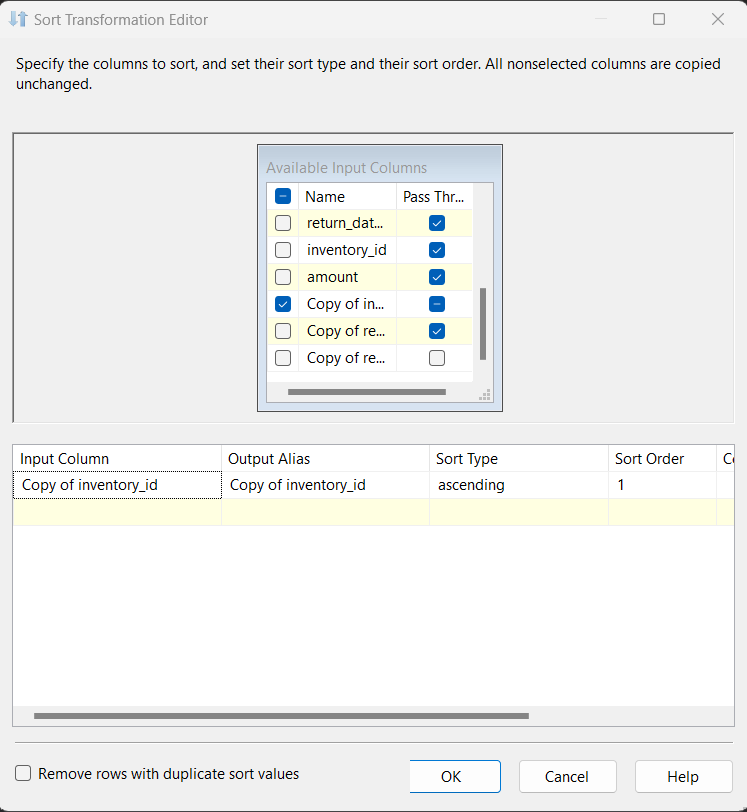 Sort Transformation Editor
Specify the columns to sort, and set their sort type and their sort order. All nonselected columns are copied
unchanged.
Available Input Columns
Name Pass Thr...
return_dat...
inventory_id
amount
Copy of in...
Copy of re...
Copy of re...
Input Column Output Alias Sort Type Sort Order
Copy of inventory_id Copy of inventory_id ascending 1
Remove rows with duplicate sort values
OK Cancel Help